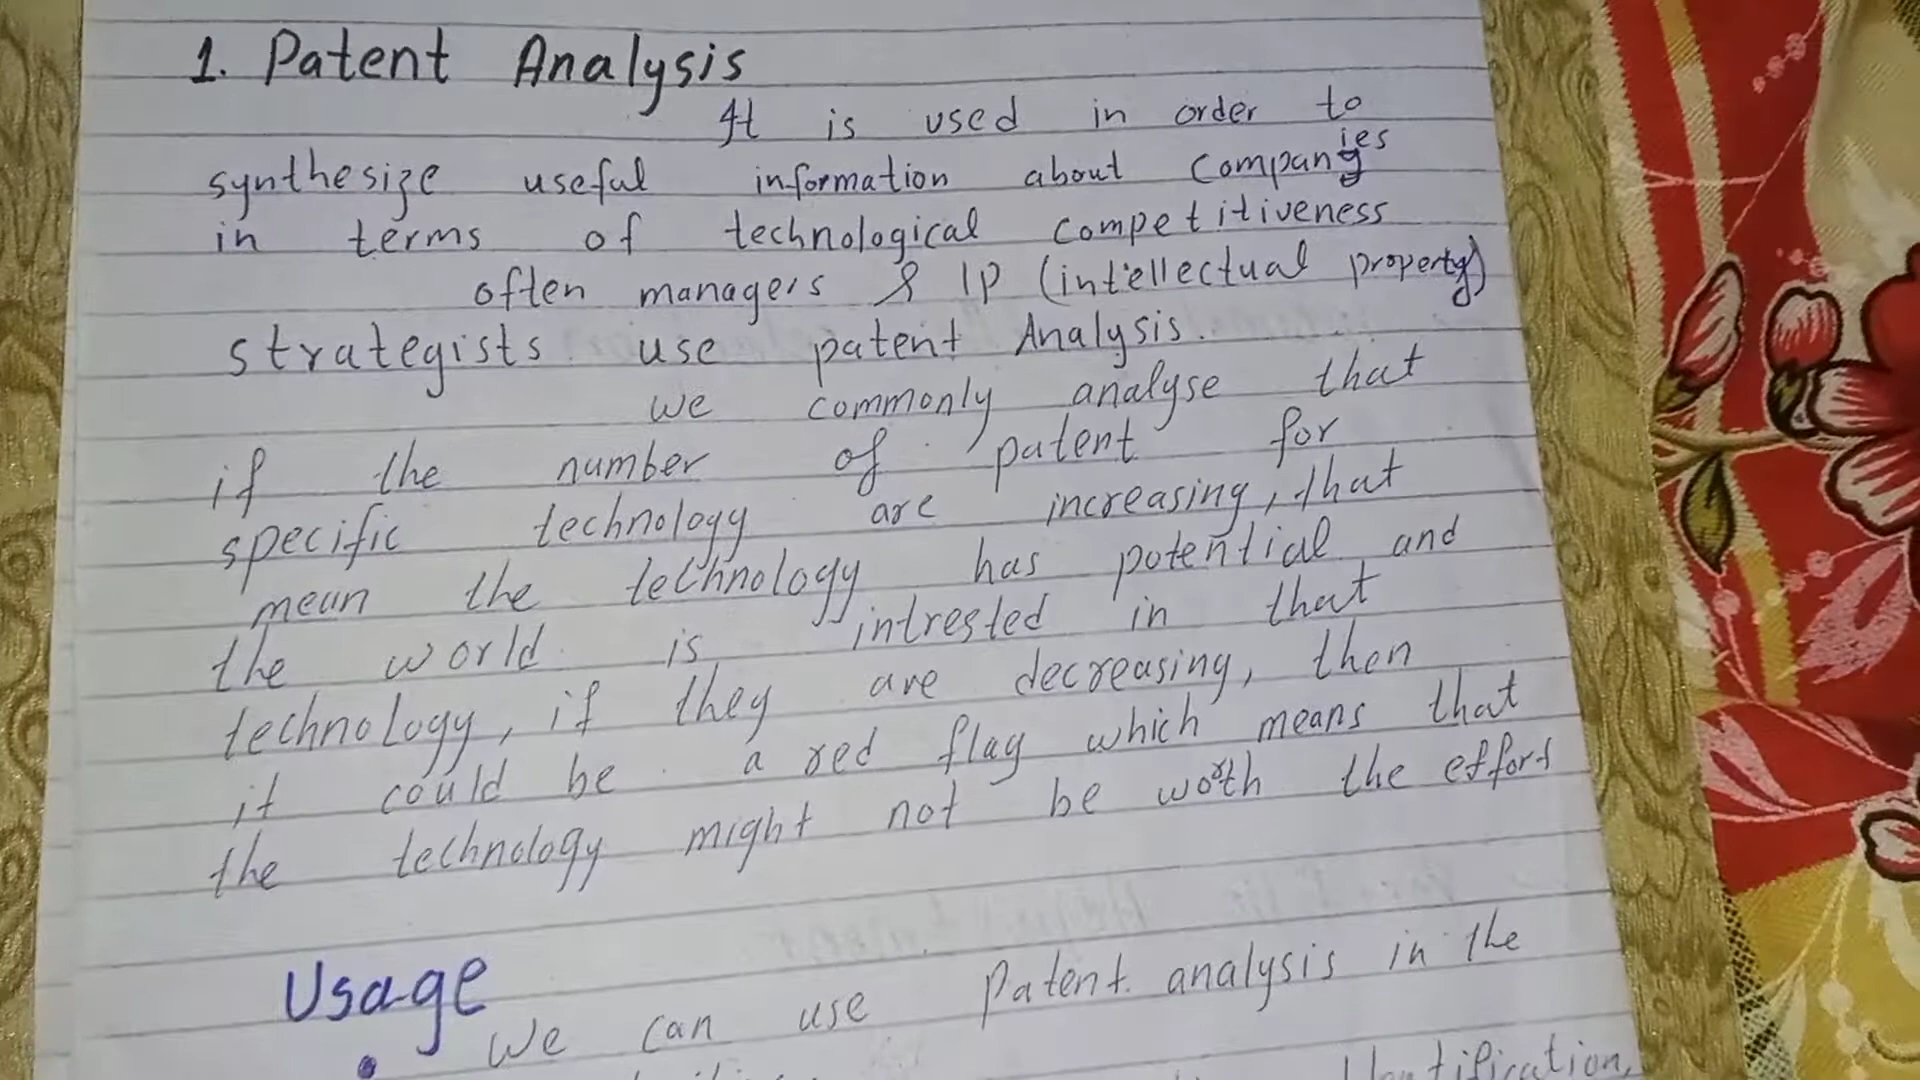 1. Patent Analysis
It is used in order to
synthesize useful information about Companies
in terms of technological competitiveness
often managers & IP (intellectual property)
strategists use patent Analysis.
we commonly analyse that
if the number of patent for
specific technology are increasing, that
mean the technology has potential and
the world is intrested in that
technology, if they are decreasing, then
it could be a red flag which means that
the technology might not be worth the effort
Usage
• We can use Patent analysis in the